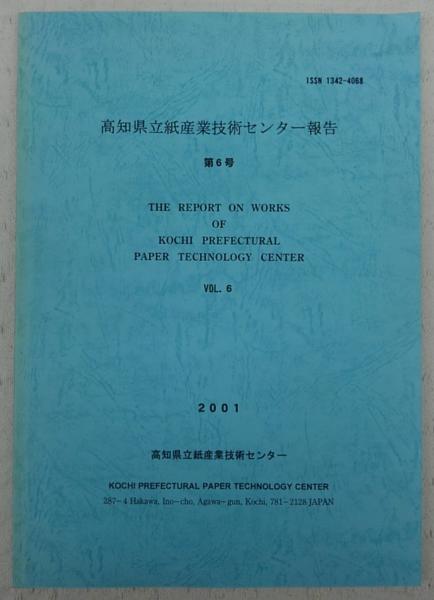 ISSN 1342-4068
高知県立紙産業技術センター報告
第6号
THE REPORT ON WORKS
OF
KOCHI PREFECTURAL
PAPER TECHNOLOGY CENTER
VOL. 6
2001
高知県立紙産業技術センター
KOCHI PREFECTURAL PAPER TECHNOLOGY CENTER
287-4 Hakawa, Ino-cho, Agawa-gun, Kochi, 781-2128 JAPAN